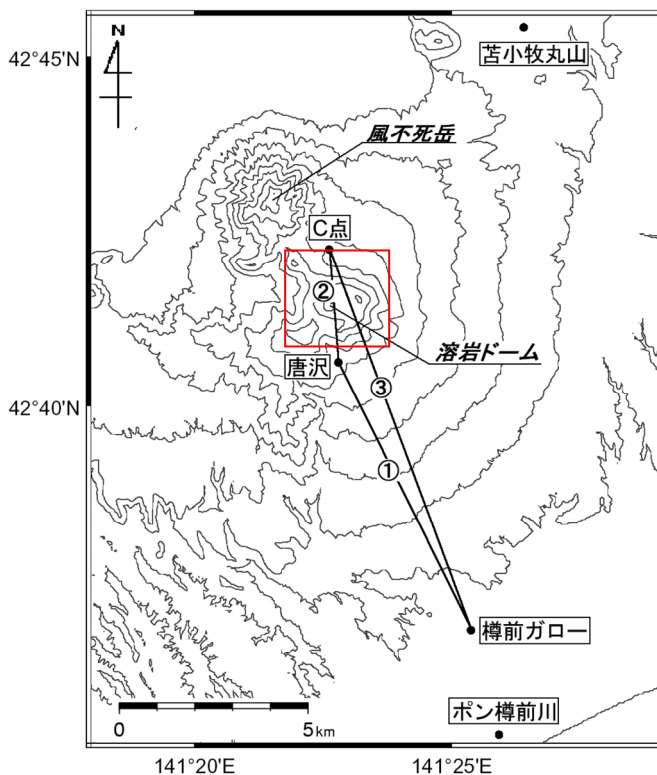 42°45'N
N
苫小牧丸山
風不死岳
C点
②
溶岩ドーム
唐沢
③
42°40'N
①
樽前ガロー
ポン樽前川
0 5km
141°20'E 141°25'E